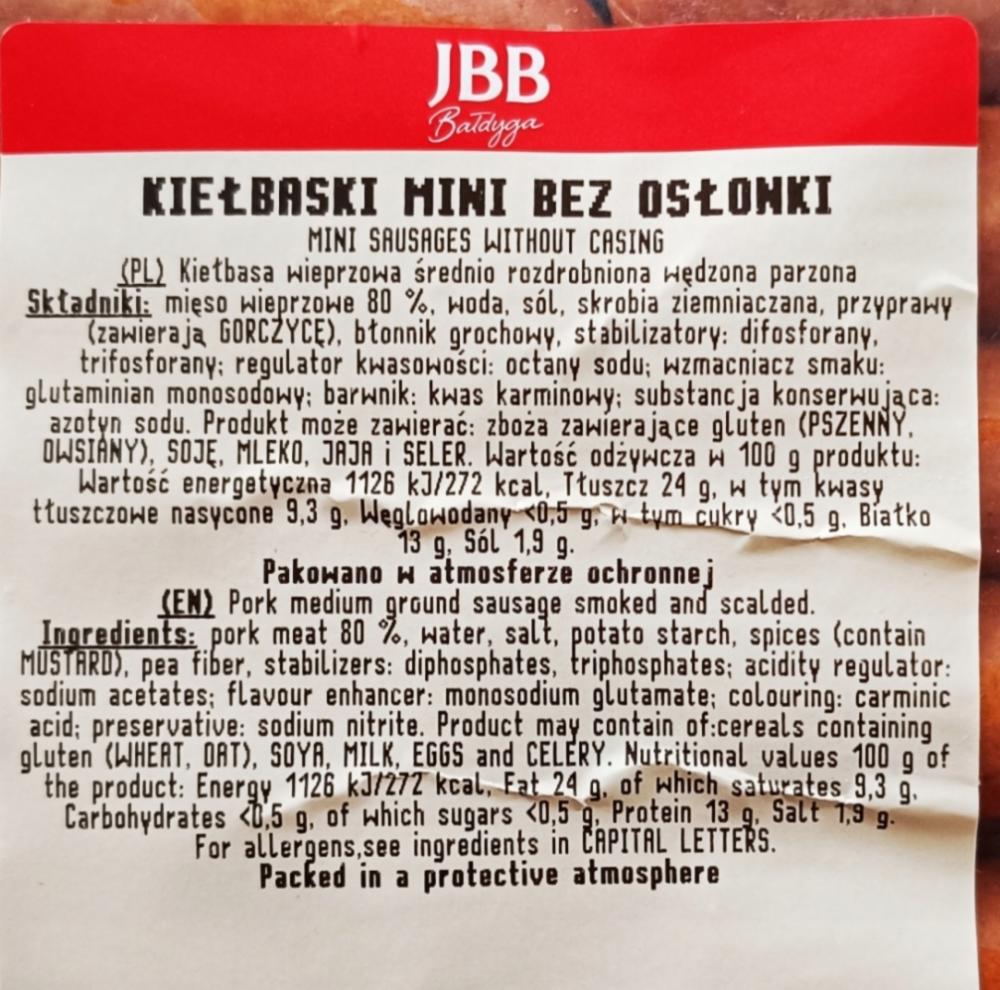 JBB
Bałdyga
KIEŁBASKI MINI BEZ OSŁONKI
MINI SAUSAGES WITHOUT CASING
(PL) Kiełbasa wieprzowa średnio rozdrobniona wędzona parzona
Składniki: mięso wieprzowe 80 %, woda, sól, skrobia ziemniaczana, przyprawy
(zawierają GORCZYCĘ), błonnik grochowy, stabilizatory: difosforany,
trifosforany; regulator kwasowości: octany sodu; wzmacniacz smaku:
glutaminian monosodowy; barwnik: kwas karminowy; substancja konserwująca:
azotyn sodu. Produkt może zawierać: zboża zawierające gluten (PSZENNY,
OWSIANY), SOJĘ, MLEKO, JAJA i SELER. Wartość odżywcza w 100 g produktu:
Wartość energetyczna 1126 kJ/272 kcal, Tłuszcz 24 g, w tym kwasy
tłuszczowe nasycone 9,3 g, Węglowodany <0,5 g, w tym cukry <0,5 g, Białko
13 g, Sól 1,9 g.
Pakowano w atmosferze ochronnej
(EN) Pork medium ground sausage smoked and scalded.
Ingredients: pork meat 80 %, water, salt, potato starch, spices (contain
MUSTARD), pea fiber, stabilizers: diphosphates, triphosphates; acidity regulator:
sodium acetates; flavour enhancer: monosodium glutamate; colouring: carminic
acid; preservative: sodium nitrite. Product may contain of:cereals containing
gluten (WHEAT, OAT), SOYA, MILK, EGGS and CELERY. Nutritional values 100 g of
the product: Energy 1126 kJ/272 kcal, Fat 24 g, of which saturates 9,3 g,
Carbohydrates <0,5 g, of which sugars <0,5 g, Protein 13 g, Salt 1,9 g.
For allergens,see ingredients in CAPITAL LETTERS.
Packed in a protective atmosphere